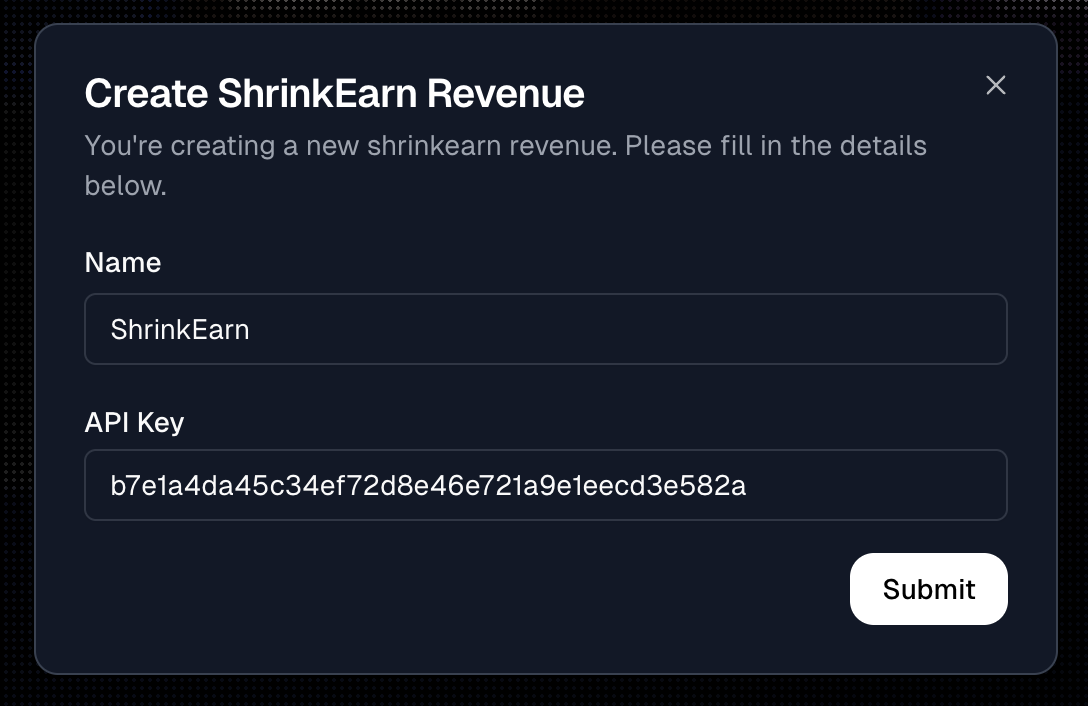 Create ShrinkEarn Revenue
You're creating a new shrinkearn revenue. Please fill in the details
below.
Name
ShrinkEarn
API Key
b7e1a4da45c34ef72d8e46e721a9e1eecd3e582a
Submit